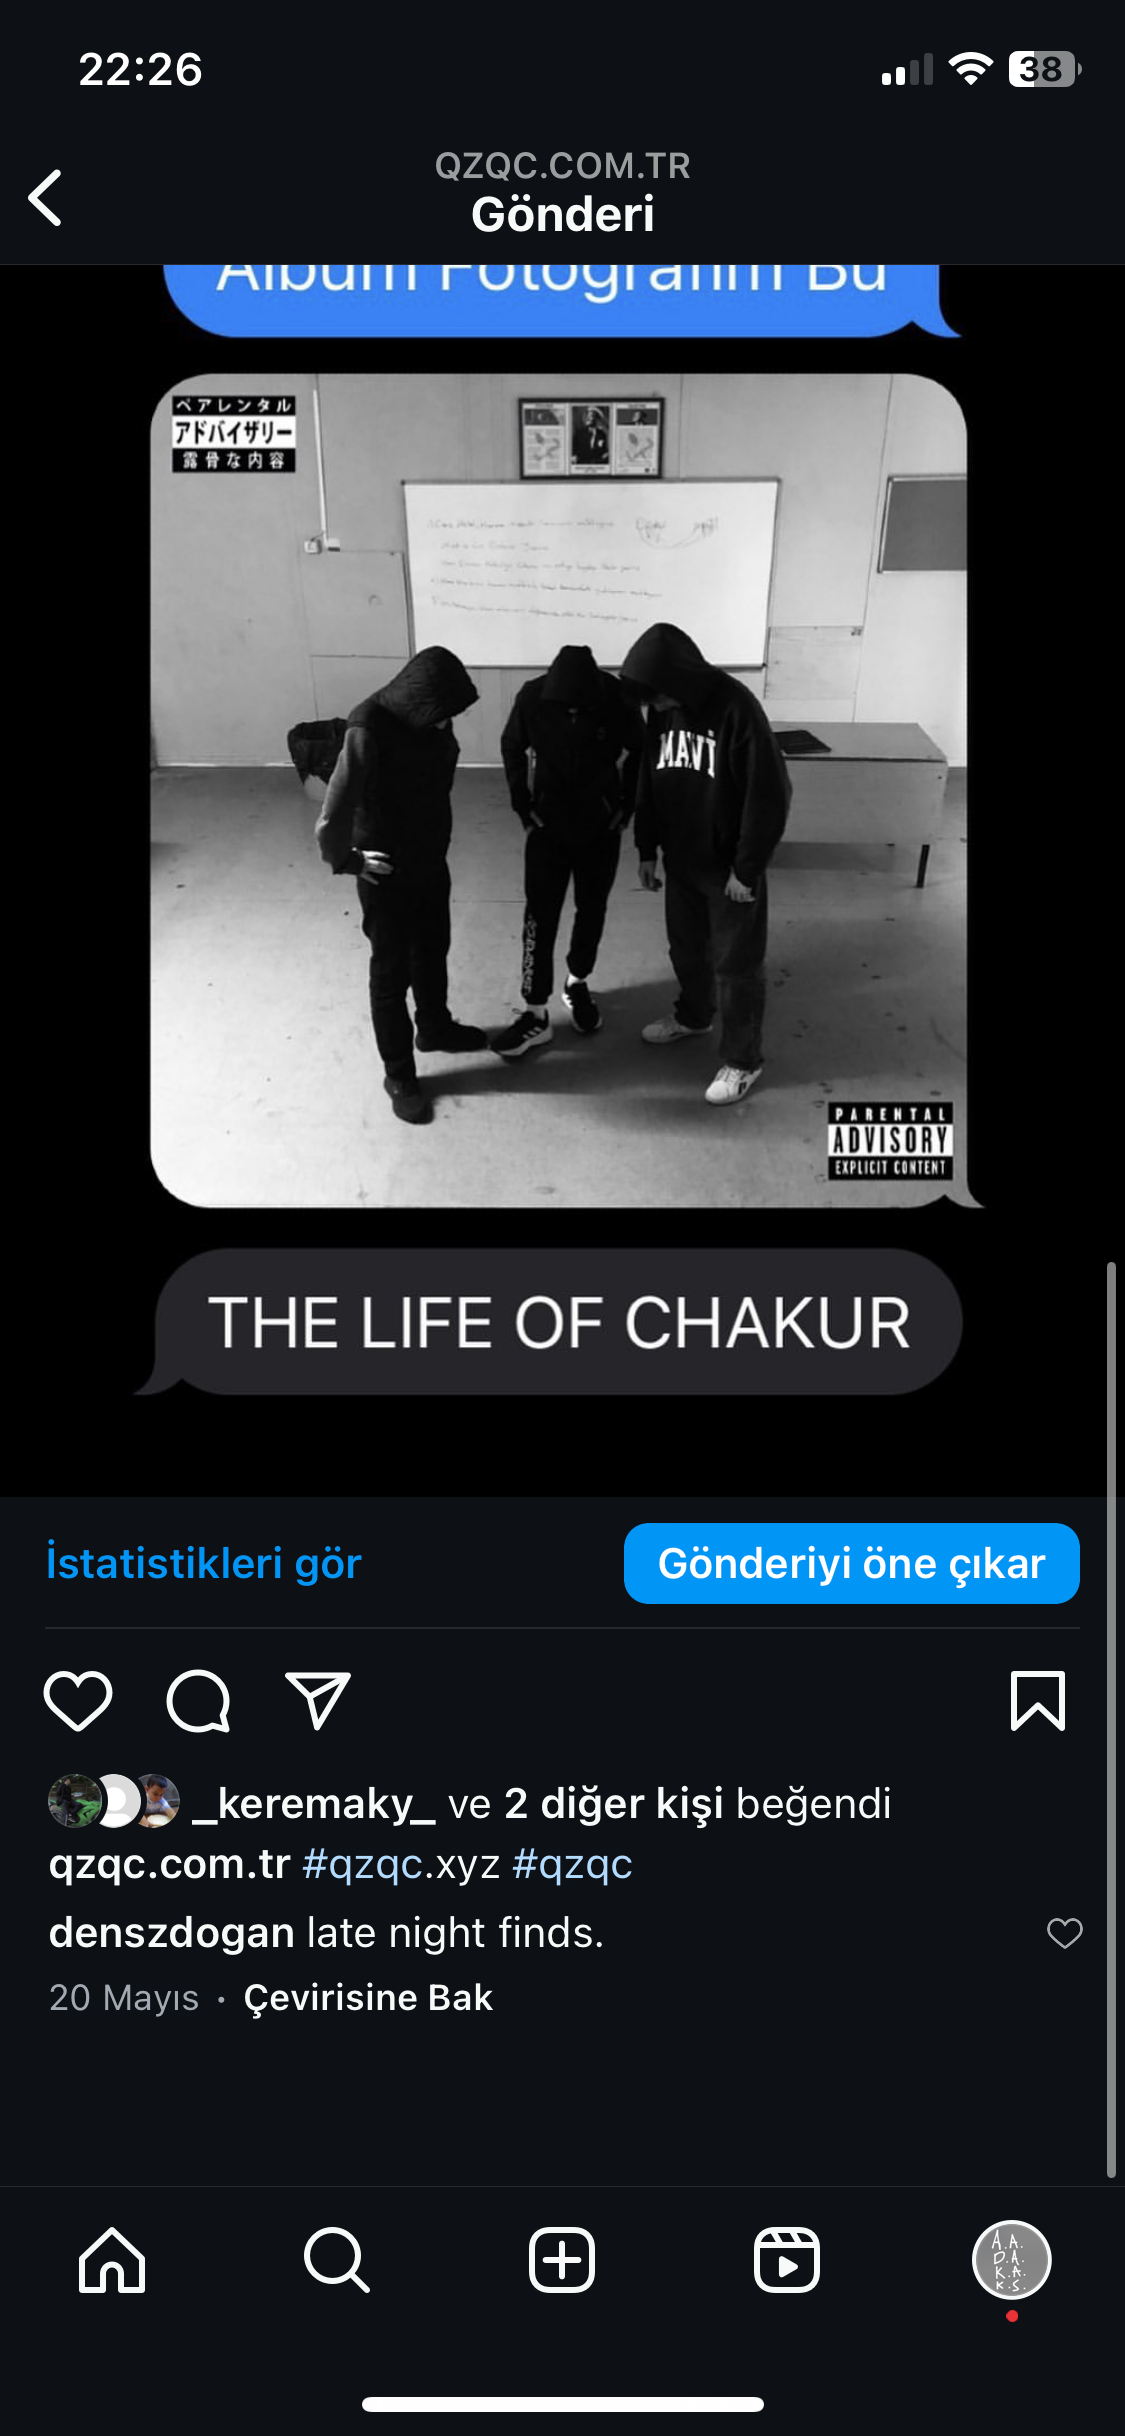 22:26
38
QZQC.COM.TR
Gönderi
Albüm Fotoğrafım Bu
ペアレンタル
アドバイザリー
露骨な内容
MAVİ
PARENTAL
ADVISORY
EXPLICIT CONTENT
THE LIFE OF CHAKUR
İstatistikleri gör
Gönderiyi öne çıkar
_keremaky_ ve 2 diğer kişi beğendi
qzqc.com.tr #qzqc.xyz #qzqc
denszdogan late night finds.
20 Mayıs · Çevirisine Bak
A.A.
D.A.
K.A.
K.S.